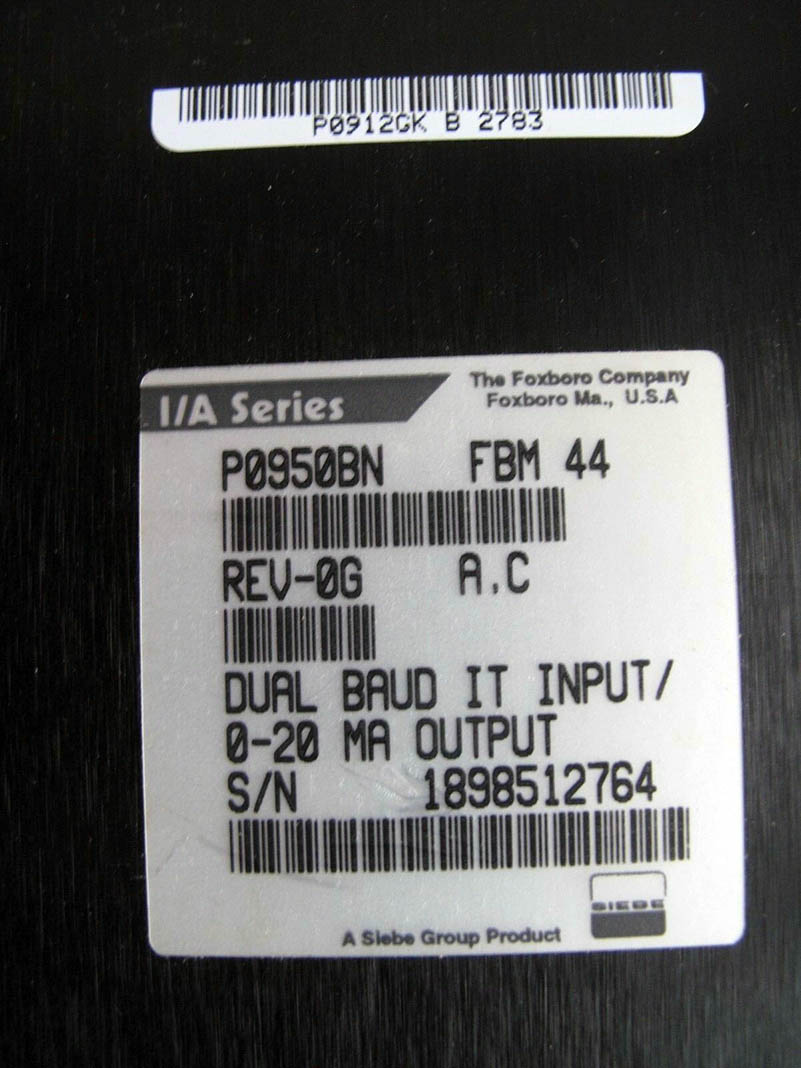 P0912GK B 2783
I/A Series
The Foxboro Company
Foxboro Ma., U.S.A
P0950BN FBM 44
REV-0G A.C
DUAL BAUD IT INPUT/
0-20 MA OUTPUT
S/N 1898512764
SIEBE
A Siebe Group Product